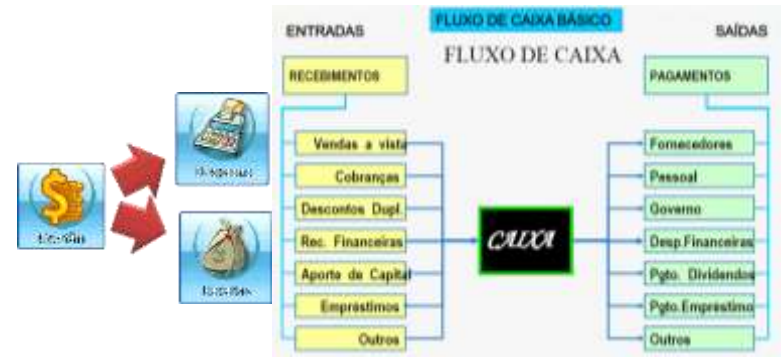 FLUXO DE CAIXA BÁSICO
ENTRADAS
SAÍDAS
FLUXO DE CAIXA
RECEBIMENTOS
PAGAMENTOS
Vendas a vista
Cobranças
Descontos Dupl.
Rec. Financeiras
Aporte de Capital
Empréstimos
Outros
CAIXA
Fornecedores
Pessoal
Governo
Desp.Financeiras
Pgto. Dividendos
Pgto.Empréstimo
Outros